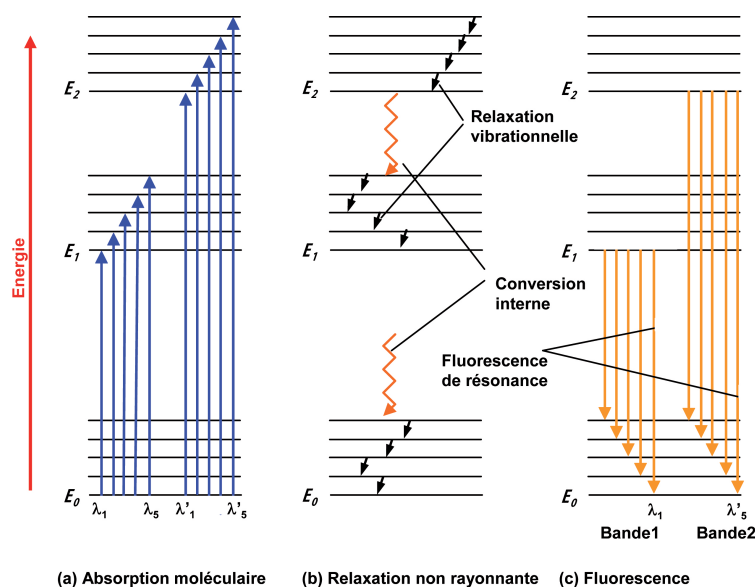 Energie
E2
E1
E0
λ1
λ5
λ'1
λ'5
(a) Absorption moléculaire
E2
E1
E0
Relaxation
vibrationnelle
Conversion
interne
Fluorescence
de résonance
(b) Relaxation non rayonnante
E2
E1
E0
λ1
λ'5
Bande1
Bande2
(c) Fluorescence